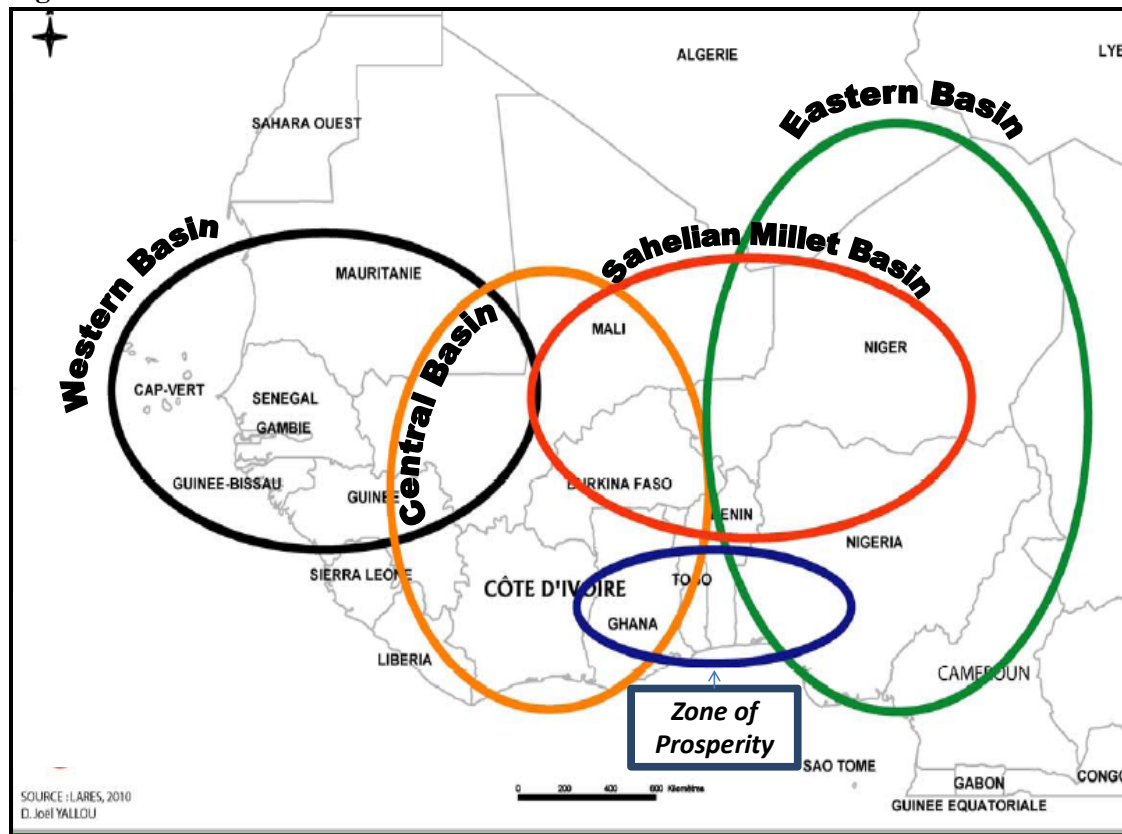 ALGERIE
LYE
Eastern Basin
SAHARA OUEST
Western Basin
Sahelian Millet Basin
MAURITANIE
Central Basin
MALI
NIGER
CAP-VERT
SENEGAL
GAMBIE
GUINEE-BISSAU
GUINEE
BURKINA FASO
BENIN
NIGERIA
SIERRA LEONE
CÔTE D'IVOIRE
TOGO
GHANA
LIBERIA
CAMEROUN
Zone of
Prosperity
SAO TOME
GABON
CONGO
GUINEE EQUATORIALE
0 200 400 600 Kilomètres
SOURCE : LARES, 2010
D. Joël YALLOU